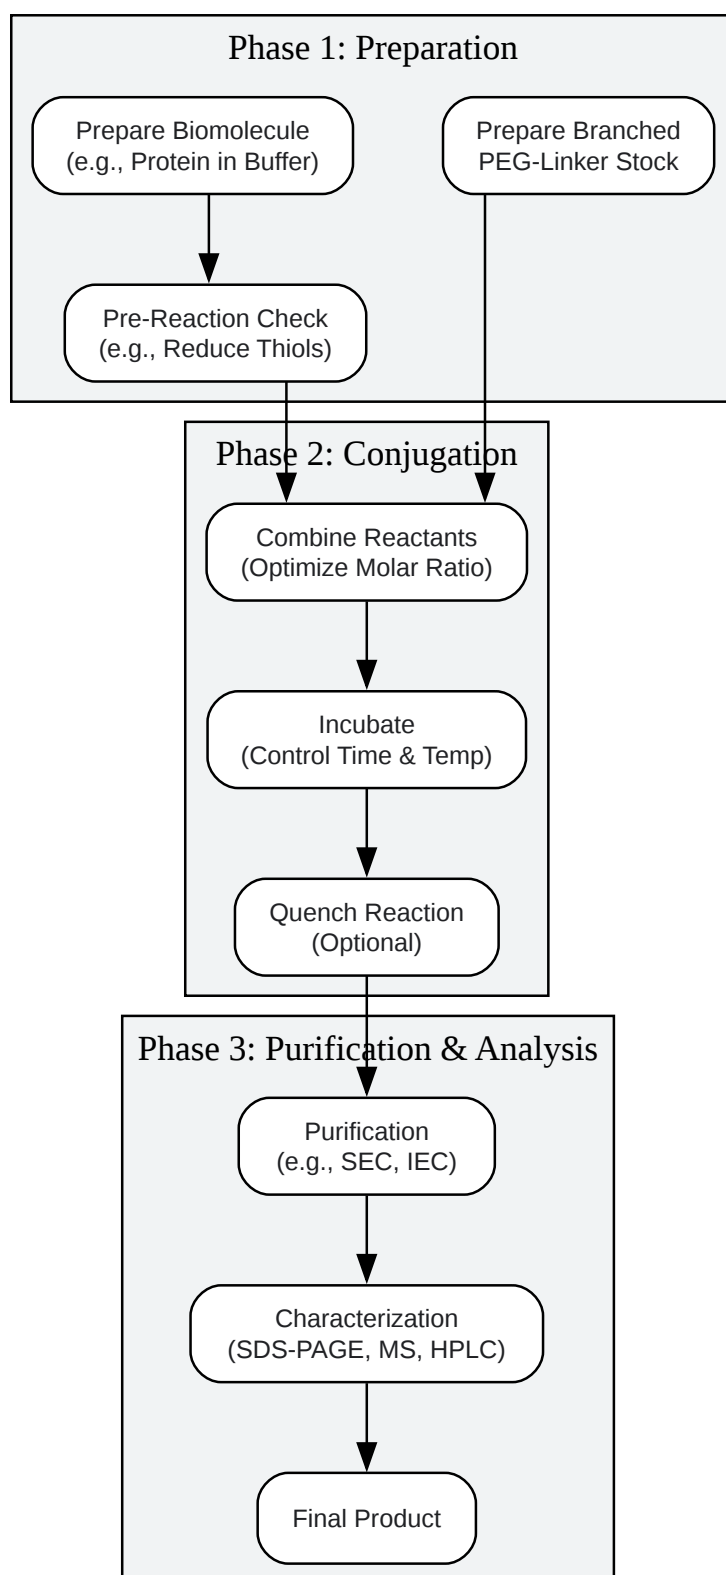 Phase 1: Preparation
Prepare Biomolecule
(e.g., Protein in Buffer)
Prepare Branched
PEG-Linker Stock
Pre-Reaction Check
(e.g., Reduce Thiols)
Phase 2: Conjugation
Combine Reactants
(Optimize Molar Ratio)
Incubate
(Control Time & Temp)
Quench Reaction
(Optional)
Phase 3: Purification & Analysis
Purification
(e.g., SEC, IEC)
Characterization
(SDS-PAGE, MS, HPLC)
Final Product